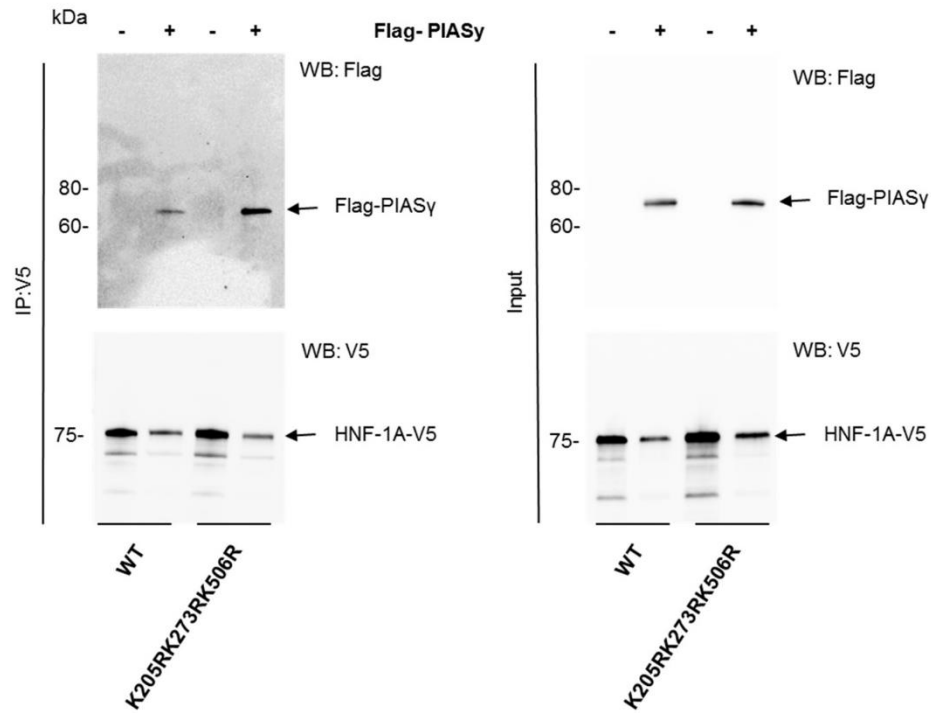 kDa
- + - + Flag- PIASy - + - +
WB: Flag
WB: Flag
80-
Flag-PIASγ
60-
80-
Flag-PIASγ
60-
IP:V5
Input
WB: V5
WB: V5
75-
HNF-1A-V5
75-
HNF-1A-V5
WT
K205RK273RK506R
WT
K205RK273RK506R